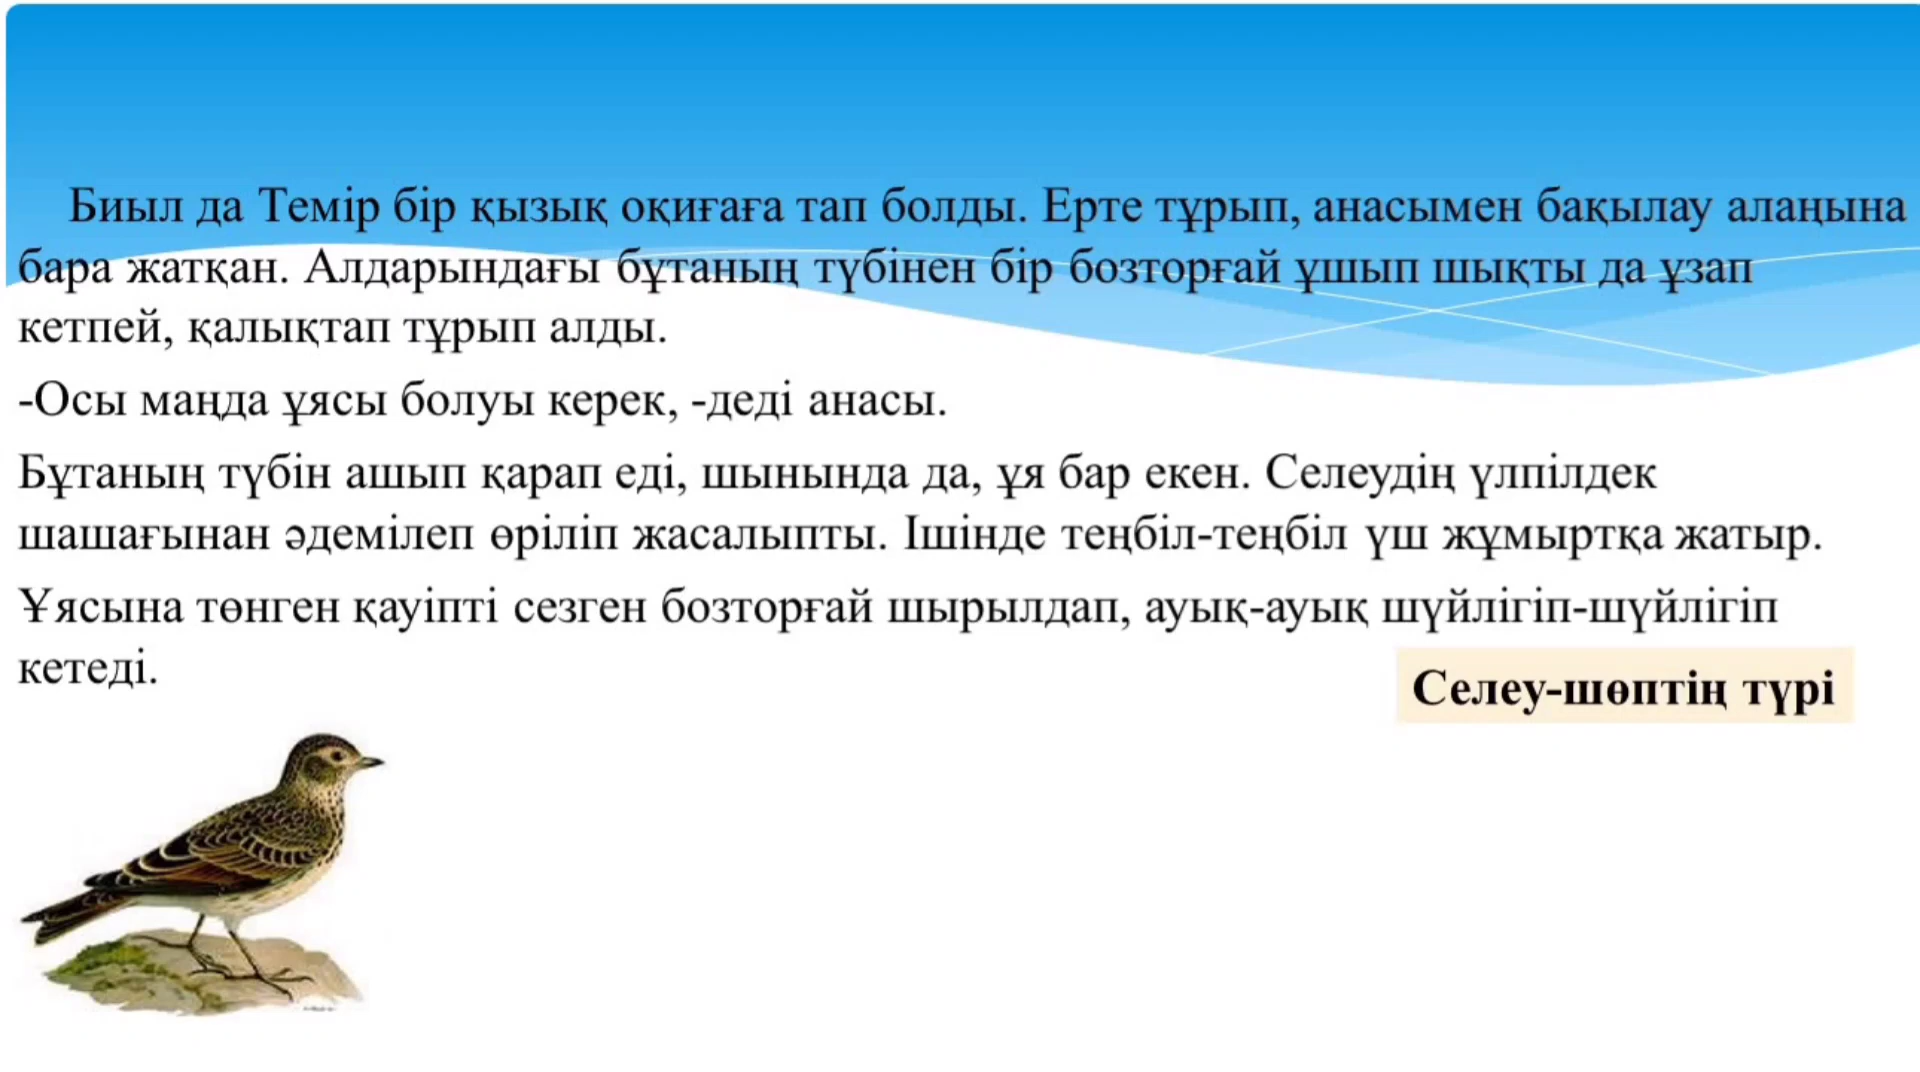 Биыл да Темір бір қызық оқиғаға тап болды. Ерте тұрып, анасымен бақылау алаңына
бара жатқан. Алдарындағы бұтаның түбінен бір бозторғай ұшып шықты да ұзап
кетпей, қалықтап тұрып алды.
-Осы маңда ұясы болуы керек, -деді анасы.
Бұтаның түбін ашып қарап еді, шынында да, ұя бар екен. Селеудің үлпілдек
шашағынан әдемілеп өріліп жасалыпты. Ішінде теңбіл-теңбіл үш жұмыртқа жатыр.
Ұясына төнген қауіпті сезген бозторғай шырылдап, ауық-ауық шүйлігіп-шүйлігіп
кетеді.
Селеу-шөптің түрі